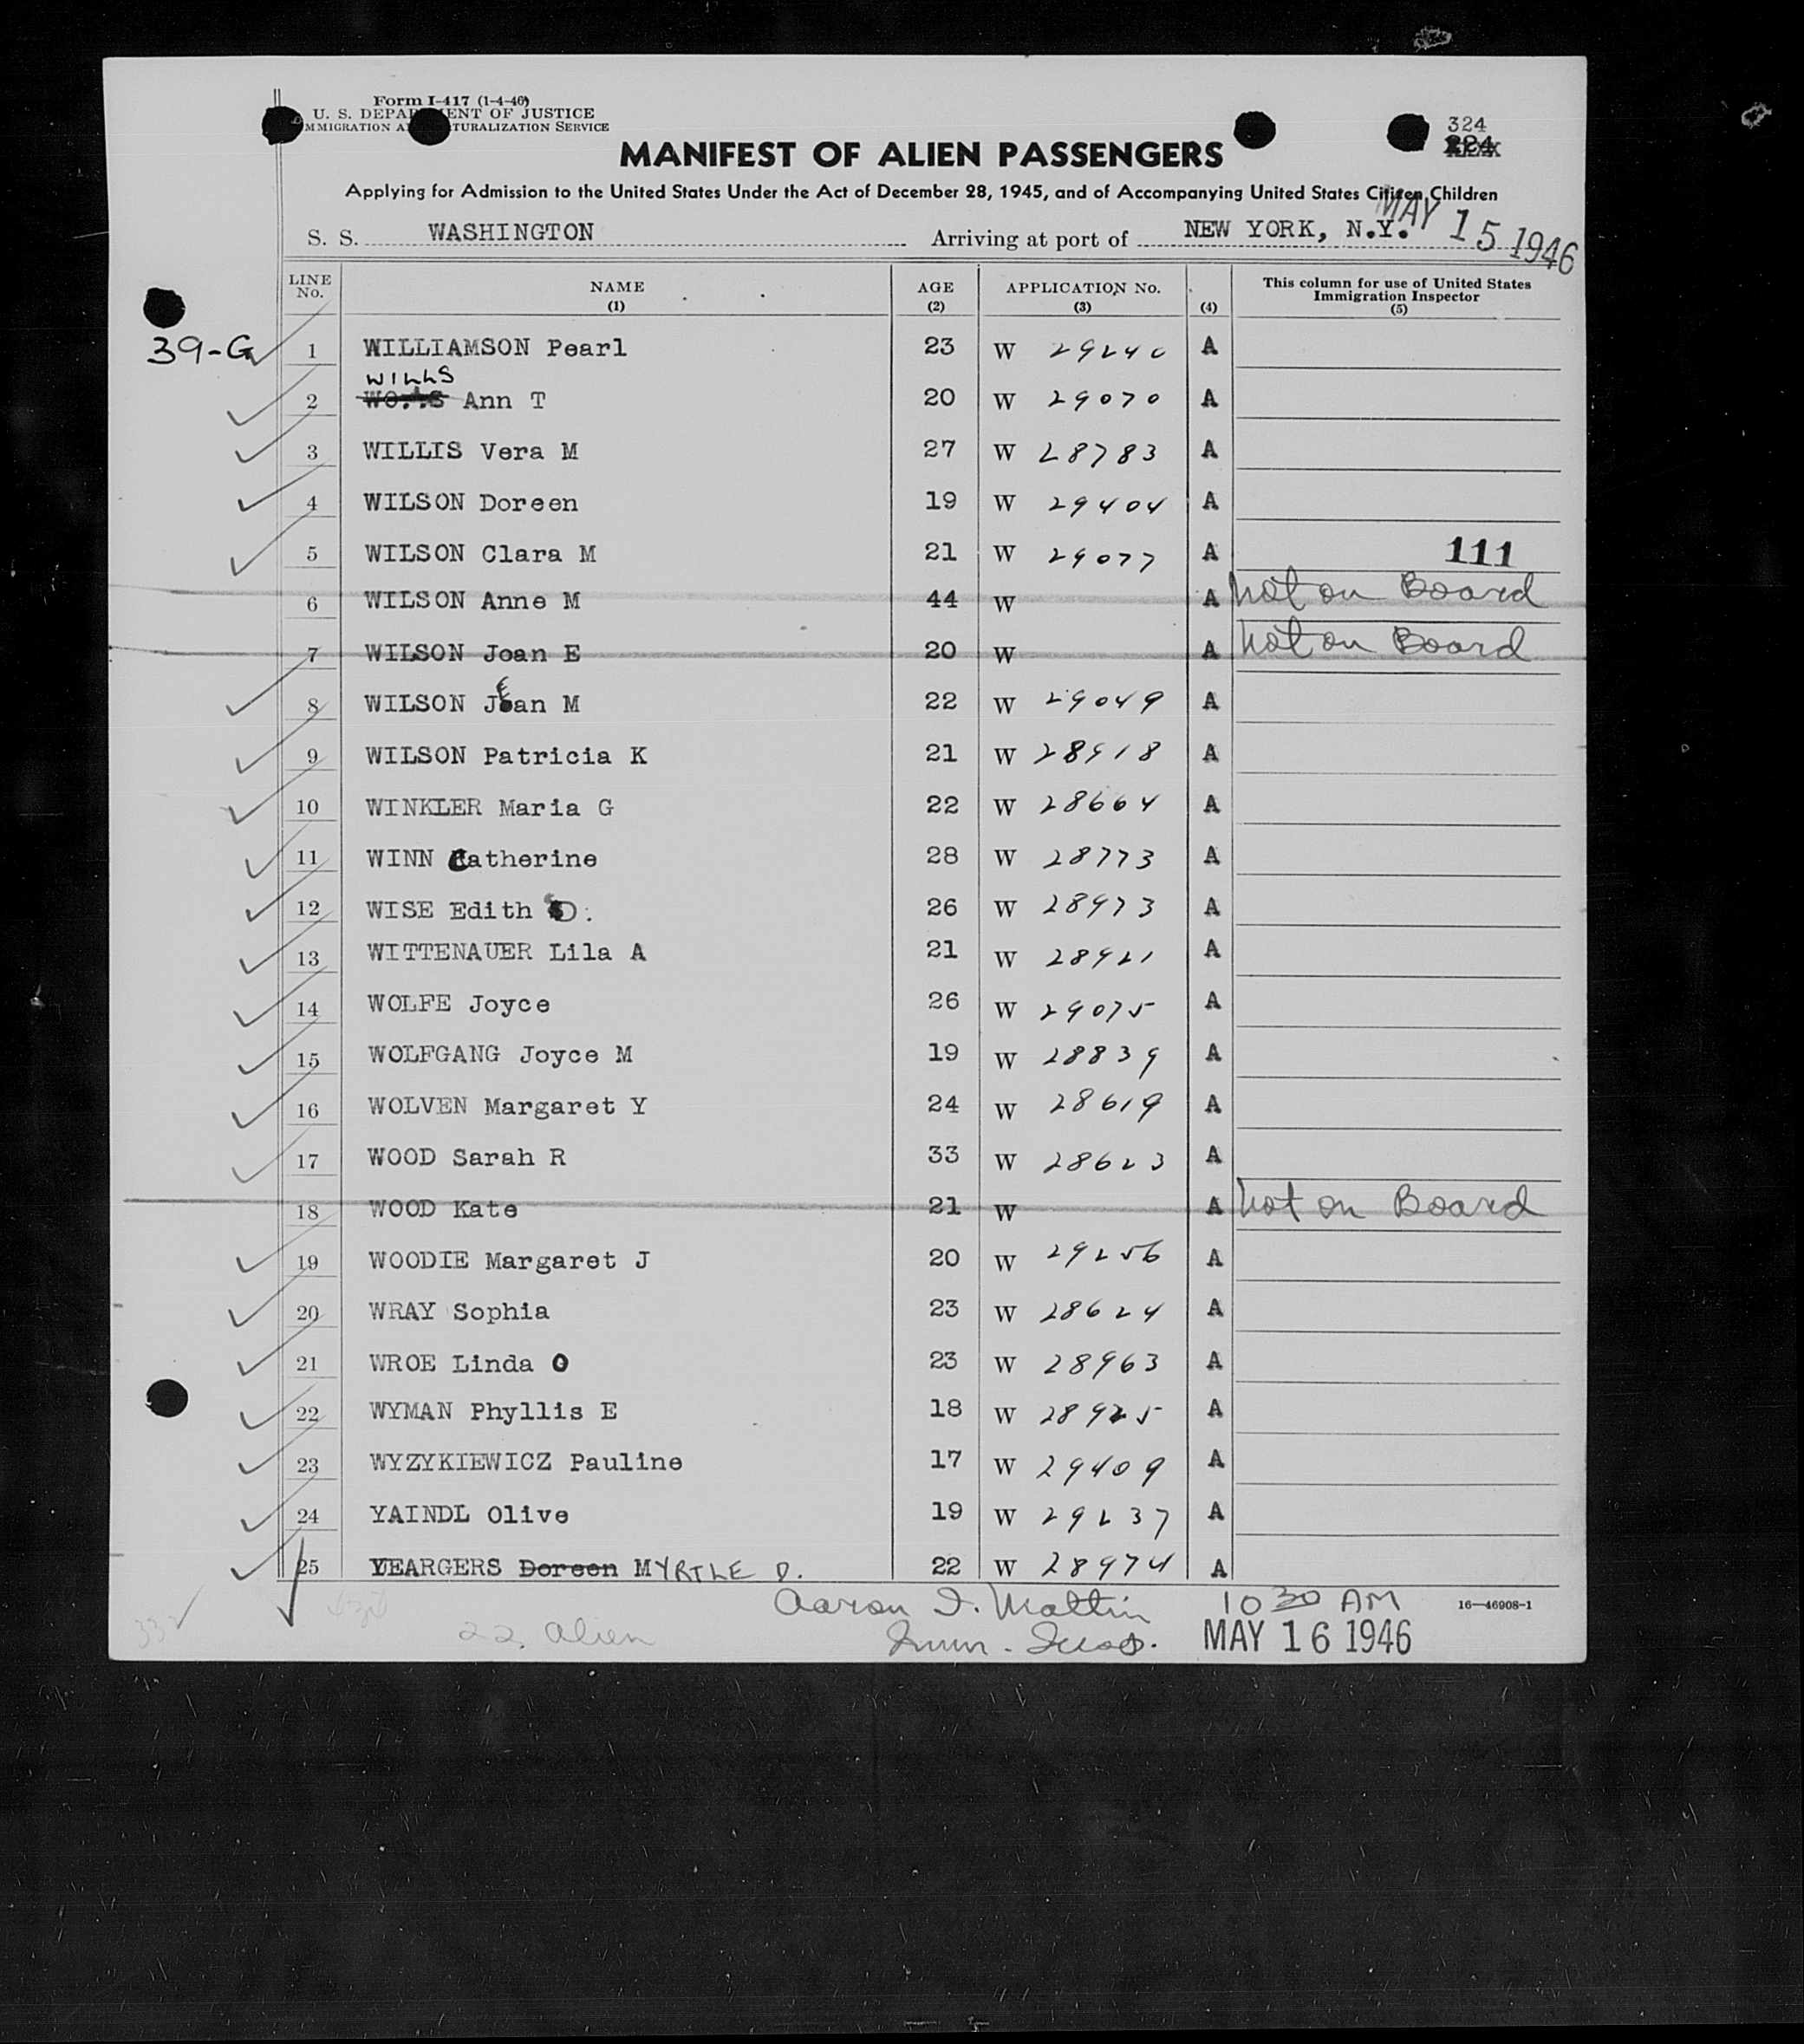 Form I-417 (1-4-46)
U. S. DEPARTMENT OF JUSTICE
IMMIGRATION AND NATURALIZATION SERVICE
324
MANIFEST OF ALIEN PASSENGERS
Applying for Admission to the United States Under the Act of December 28, 1945, and of Accompanying United States Citizen Children
S. S. WASHINGTON Arriving at port of NEW YORK, N.Y. MAY 15 1946
LINE No. NAME (1) AGE (2) APPLICATION No. (3) (4) This column for use of United States Immigration Inspector (5)
39-G 1 WILLIAMSON Pearl 23 W 29240 A
WILLS
2 Ann T 20 W 29070 A
3 WILLIS Vera M 27 W 28783 A
4 WILSON Doreen 19 W 29404 A
5 WILSON Clara M 21 W 29077 A 111
6 WILSON Anne M 44 W A Not on Board
7 WILSON Joan E 20 W A Not on Board
8 WILSON Jean M 22 W 29049 A
9 WILSON Patricia K 21 W 28918 A
10 WINKLER Maria G 22 W 28664 A
11 WINN Catherine 28 W 28773 A
12 WISE Edith D. 26 W 28973 A
13 WITTENAUER Lila A 21 W 28921 A
14 WOLFE Joyce 26 W 29075 A
15 WOLFGANG Joyce M 19 W 28839 A
16 WOLVEN Margaret Y 24 W 28619 A
17 WOOD Sarah R 33 W 28623 A
18 WOOD Kate 21 W A Not on Board
19 WOODIE Margaret J 20 W 29256 A
20 WRAY Sophia 23 W 28624 A
21 WROE Linda O 23 W 28963 A
22 WYMAN Phyllis E 18 W 28925 A
23 WYZYKIEWICZ Pauline 17 W 29409 A
24 YAINDL Olive 19 W 29237 A
25 YEARGERS Doreen MYRTLE D. 22 W 28974 A
Aaron I. Maltin 10 30 AM 16—46908-1
22 alien Imm. Insp. MAY 16 1946